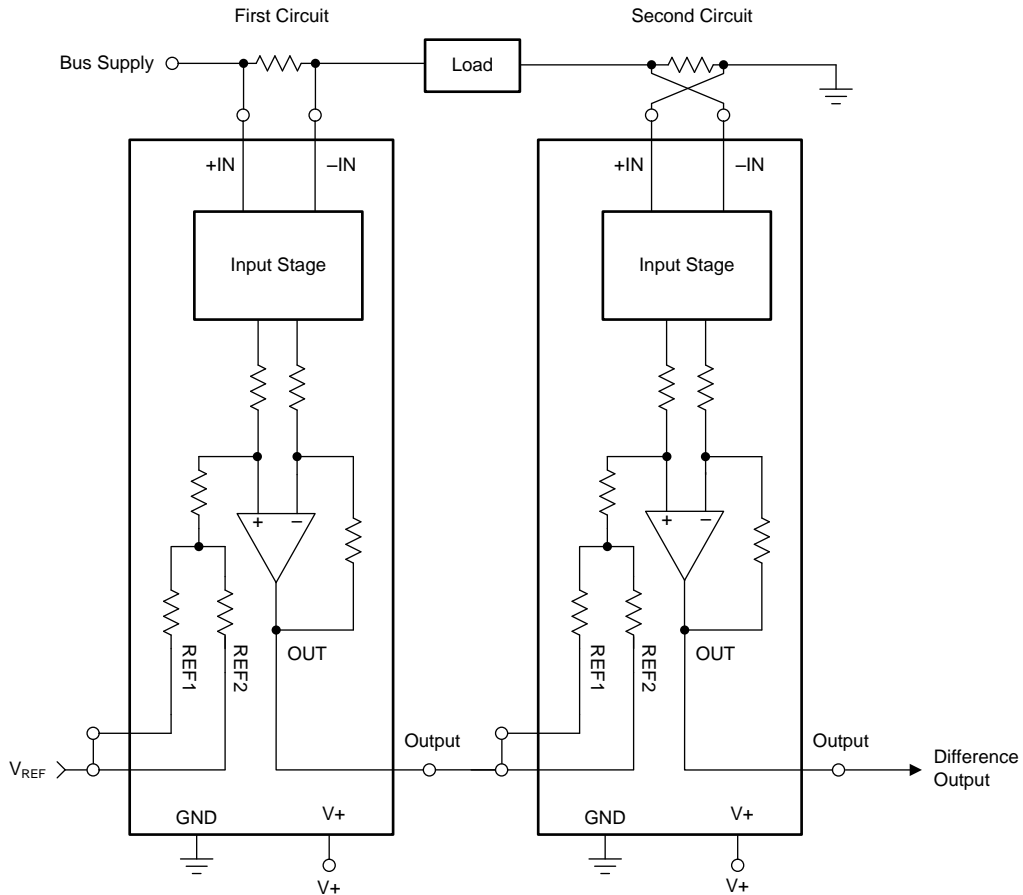 First Circuit
Second Circuit
Bus Supply
Load
+IN
–IN
+IN
–IN
Input Stage
Input Stage
+
–
+
–
OUT
OUT
REF1
REF2
REF1
REF2
Output
Output
VREF
Difference
Output
GND
V+
GND
V+
V+
V+